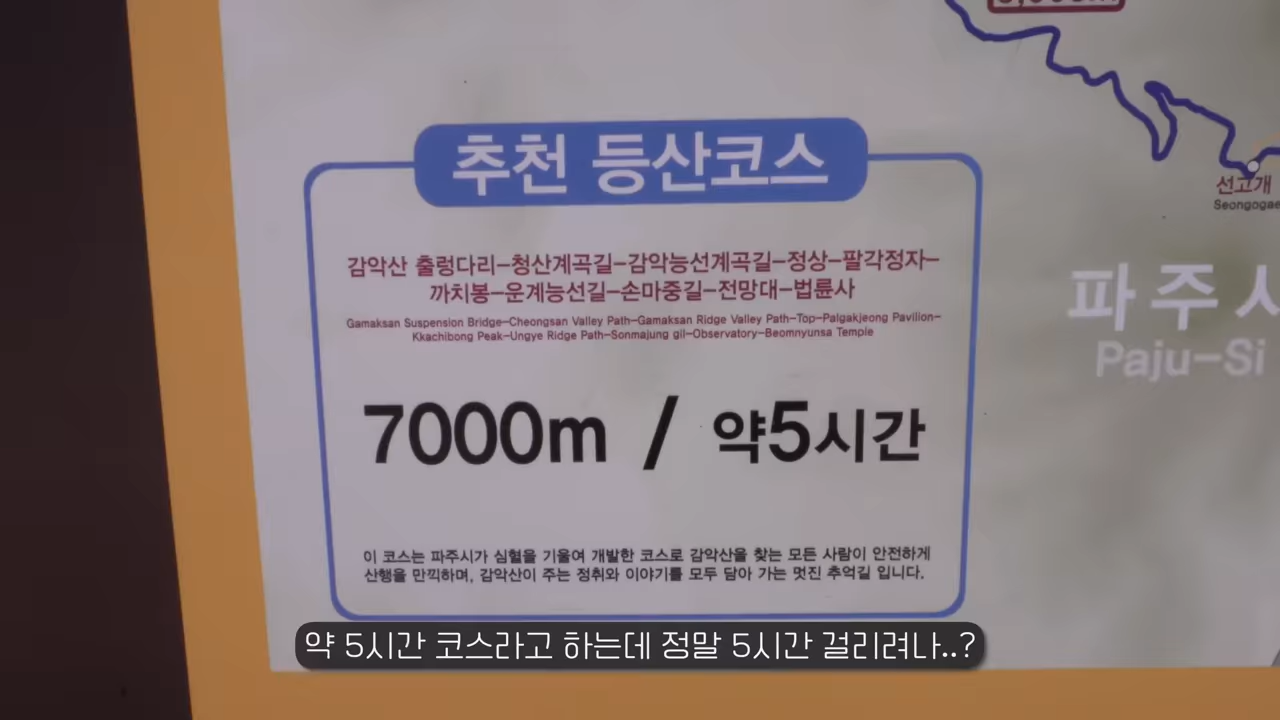 추천 등산코스
감악산 출렁다리-청산계곡길-감악능선계곡길-정상-팔각정자-
까치봉-운계능선길-손마중길-전망대-법륜사
Gamaksan Suspension Bridge-Cheongsan Valley Path-Gamaksan Ridge Valley Path-Top-Palgakjeong Pavilion-
Kkachibong Peak-Ungye Ridge Path-Sonmajung gil-Observatory-Beomnyunsa Temple
7000m / 약5시간
이 코스는 파주시가 심혈을 기울여 개발한 코스로 감악산을 찾는 모든 사람이 안전하게
산행을 만끽하며, 감악산이 주는 정취와 이야기를 모두 담아 가는 멋진 추억길 입니다.
선고개
파주
Paju-Si
약 5시간 코스라고 하는데 정말 5시간 걸리려나..?